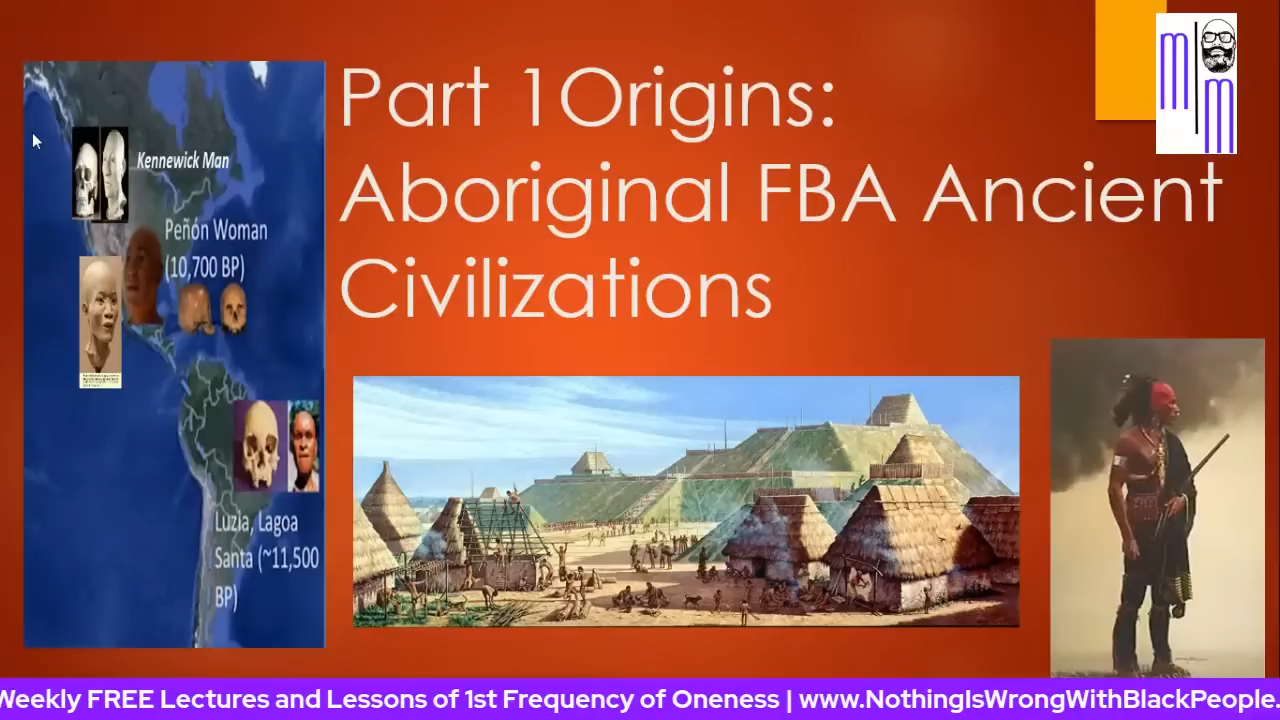 Part 1Origins:
Aboriginal FBA Ancient
Civilizations
Kennewick Man
Peñón Woman
(10,700 BP)
Luzia, Lagoa
Santa (~11,500
BP)
m
m
Weekly FREE Lectures and Lessons of 1st Frequency of Oneness | www.NothingIsWrongWithBlackPeople.